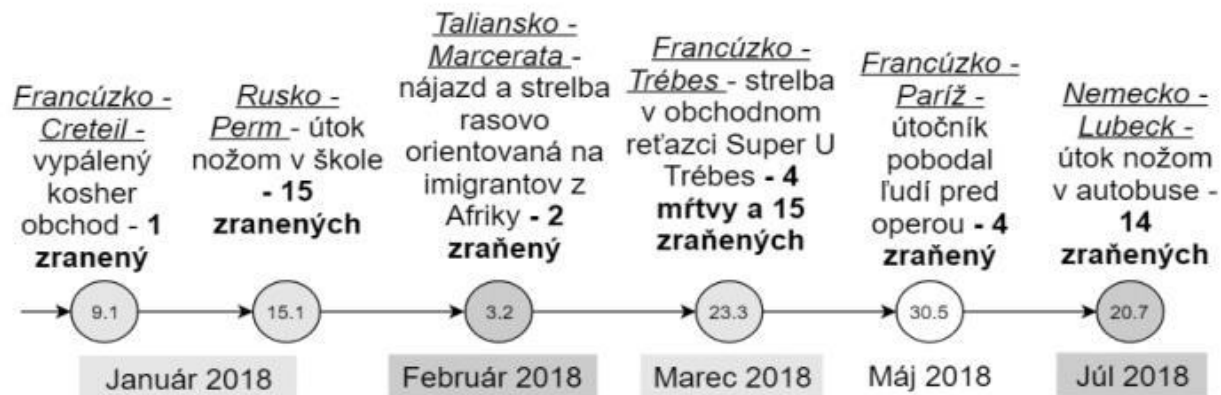 Francúzko -
Creteil -
vypálený
kosher
obchod - 1
zranený
Rusko -
Perm - útok
nožom v škole
- 15
zranených
Taliansko -
Marcerata -
nájazd a strelba
rasovo
orientovaná na
imigrantov z
Afriky - 2
zraňený
Francúzko -
Trébes - strelba
v obchodnom
reťazci Super U
Trébes - 4
mŕtvy a 15
zraňených
Francúzko -
Paríž -
útočník
pobodal
ľudí pred
operou - 4
zraňený
Nemecko -
Lubeck -
útok nožom
v autobuse -
14
zraňených
9.1
15.1
3.2
23.3
30.5
20.7
Január 2018
Február 2018
Marec 2018
Máj 2018
Júl 2018